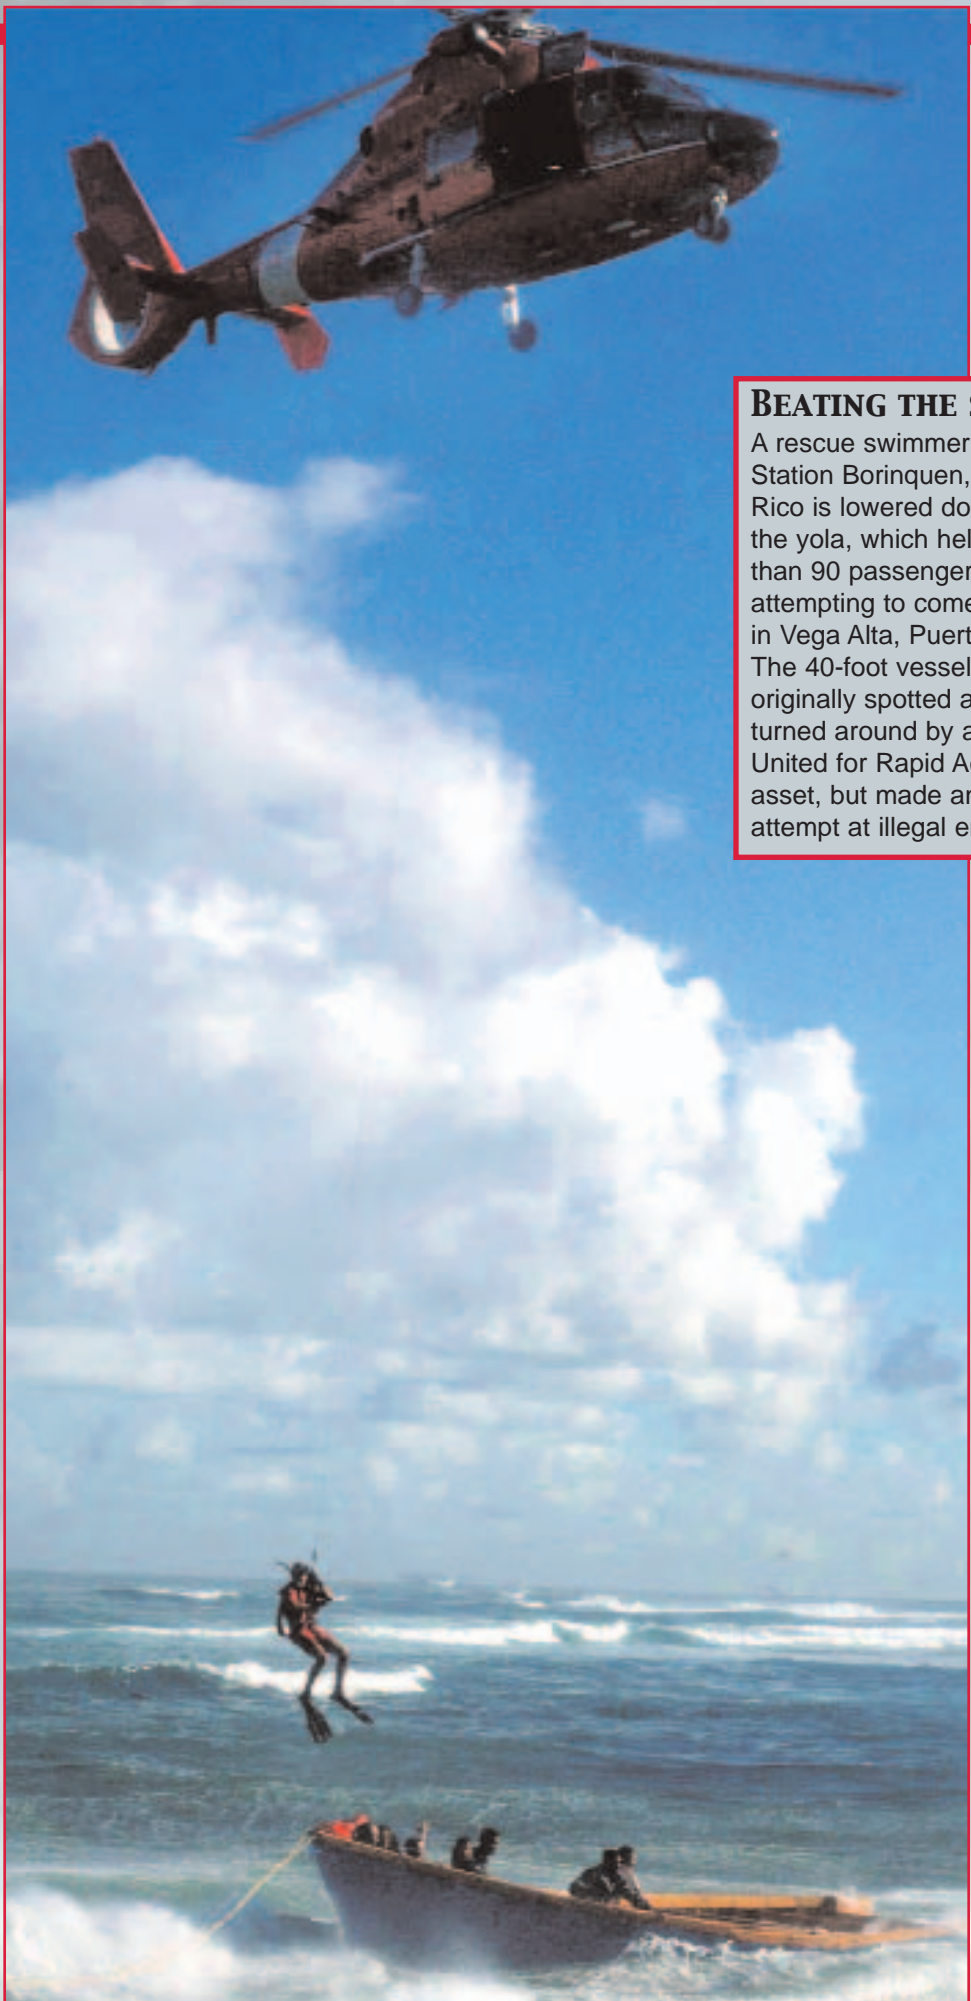 BEATING THE
A rescue swimmer
Station Borinquen,
Rico is lowered do
the yola, which hel
than 90 passenger
attempting to come
in Vega Alta, Puert
The 40-foot vessel
originally spotted a
turned around by a
United for Rapid A
asset, but made a
attempt at illegal e